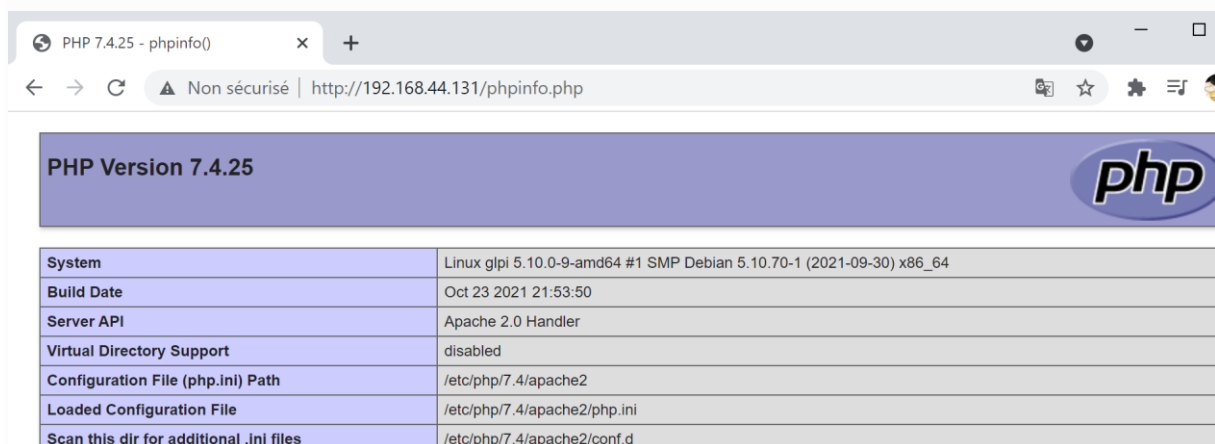 PHP 7.4.25 - phpinfo()
Non sécurisé | http://192.168.44.131/phpinfo.php
PHP Version 7.4.25
php
System Linux glpi 5.10.0-9-amd64 #1 SMP Debian 5.10.70-1 (2021-09-30) x86_64
Build Date Oct 23 2021 21:53:50
Server API Apache 2.0 Handler
Virtual Directory Support disabled
Configuration File (php.ini) Path /etc/php/7.4/apache2
Loaded Configuration File /etc/php/7.4/apache2/php.ini
Scan this dir for additional .ini files /etc/php/7.4/apache2/conf.d